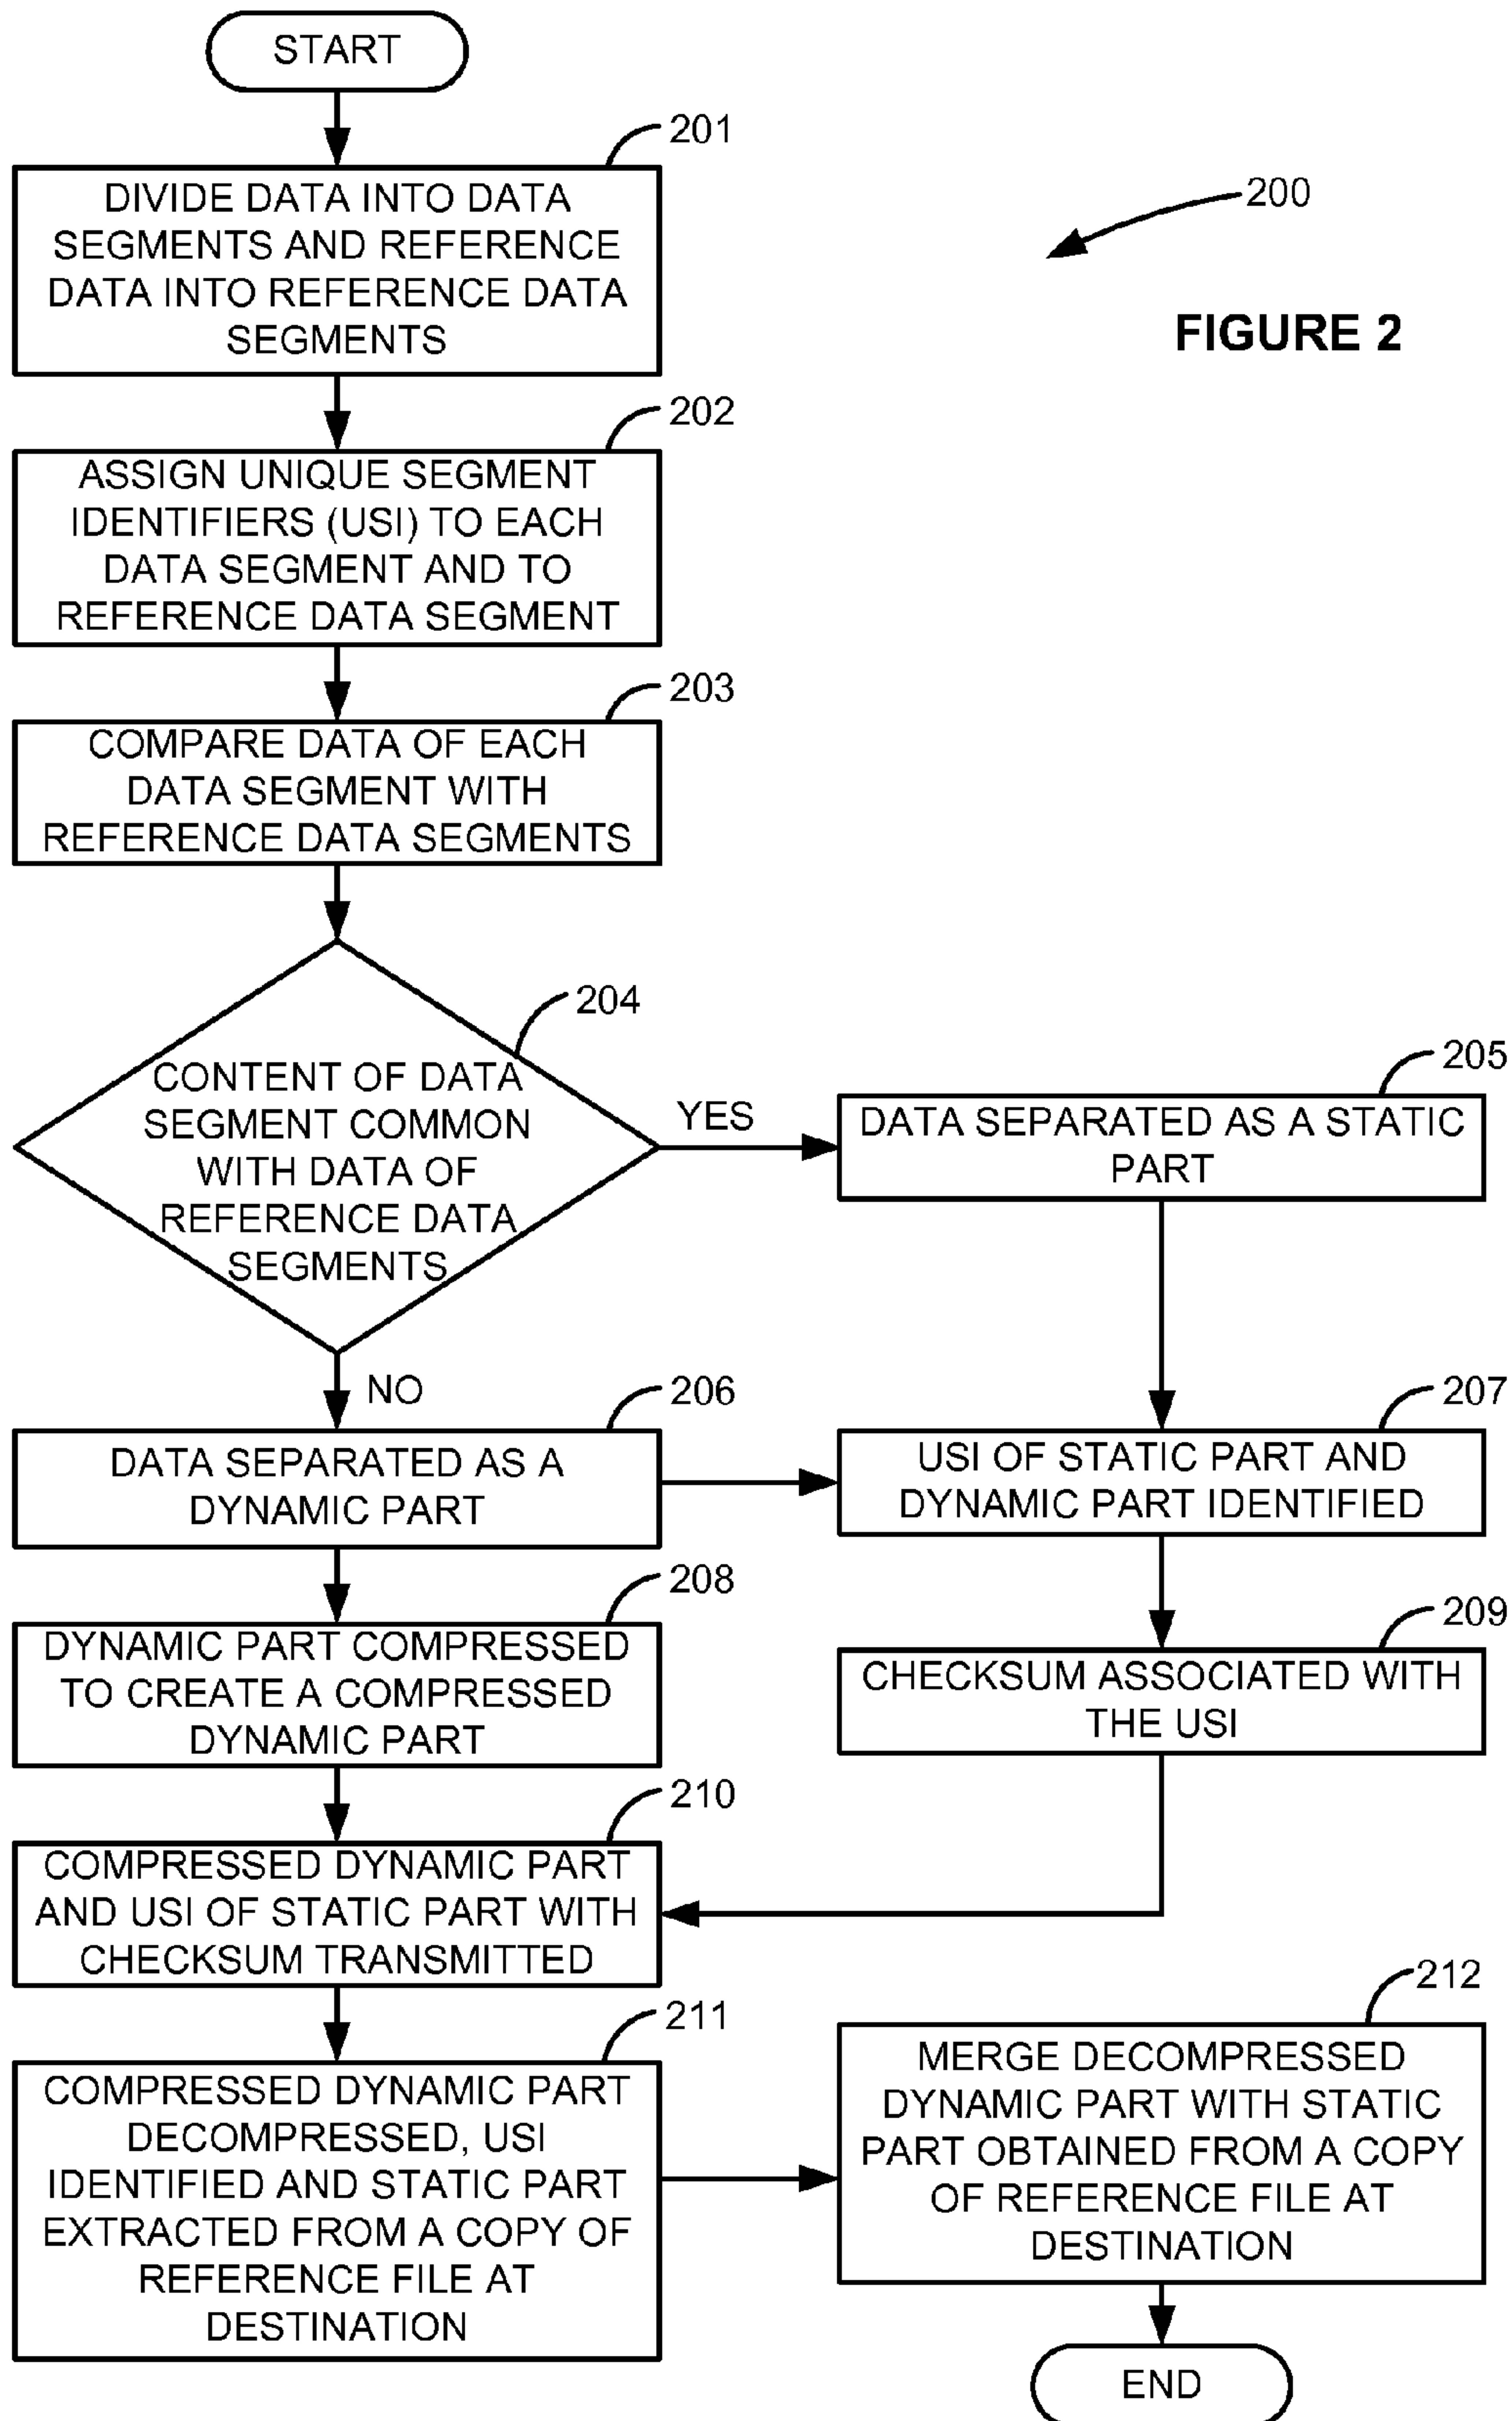 START
201
DIVIDE DATA INTO DATA
SEGMENTS AND REFERENCE
DATA INTO REFERENCE DATA
SEGMENTS
200
FIGURE 2
202
ASSIGN UNIQUE SEGMENT
IDENTIFIERS (USI) TO EACH
DATA SEGMENT AND TO
REFERENCE DATA SEGMENT
203
COMPARE DATA OF EACH
DATA SEGMENT WITH
REFERENCE DATA SEGMENTS
204
CONTENT OF DATA
SEGMENT COMMON
WITH DATA OF
REFERENCE DATA
SEGMENTS
YES
205
DATA SEPARATED AS A STATIC
PART
NO
206
DATA SEPARATED AS A
DYNAMIC PART
207
USI OF STATIC PART AND
DYNAMIC PART IDENTIFIED
208
DYNAMIC PART COMPRESSED
TO CREATE A COMPRESSED
DYNAMIC PART
209
CHECKSUM ASSOCIATED WITH
THE USI
210
COMPRESSED DYNAMIC PART
AND USI OF STATIC PART WITH
CHECKSUM TRANSMITTED
211
COMPRESSED DYNAMIC PART
DECOMPRESSED, USI
IDENTIFIED AND STATIC PART
EXTRACTED FROM A COPY OF
REFERENCE FILE AT
DESTINATION
212
MERGE DECOMPRESSED
DYNAMIC PART WITH STATIC
PART OBTAINED FROM A COPY
OF REFERENCE FILE AT
DESTINATION
END